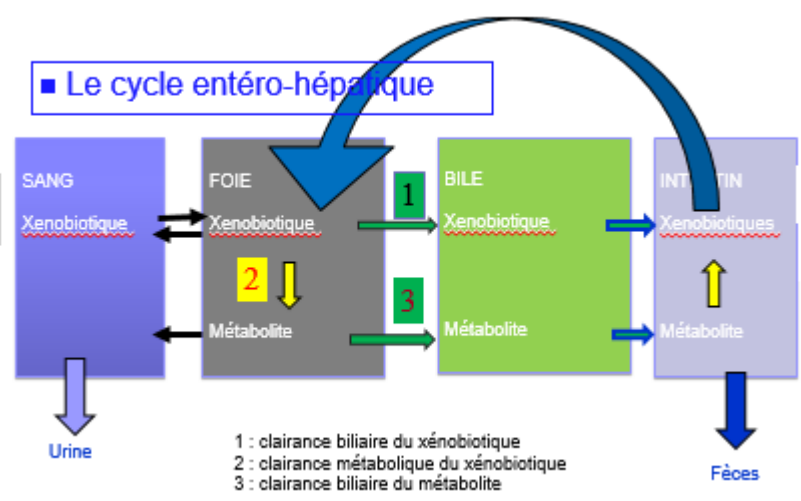 ■ Le cycle entéro-hépatique
SANG
Xenobiotique
FOIE
Xenobiotique
BILE
Xenobiotique
Xenobiotiques
1
2
3
Métabolite
Métabolite
Métabolite
Urine
Fèces
1 : clairance biliaire du xénobiotique
2 : clairance métabolique du xénobiotique
3 : clairance biliaire du métabolite